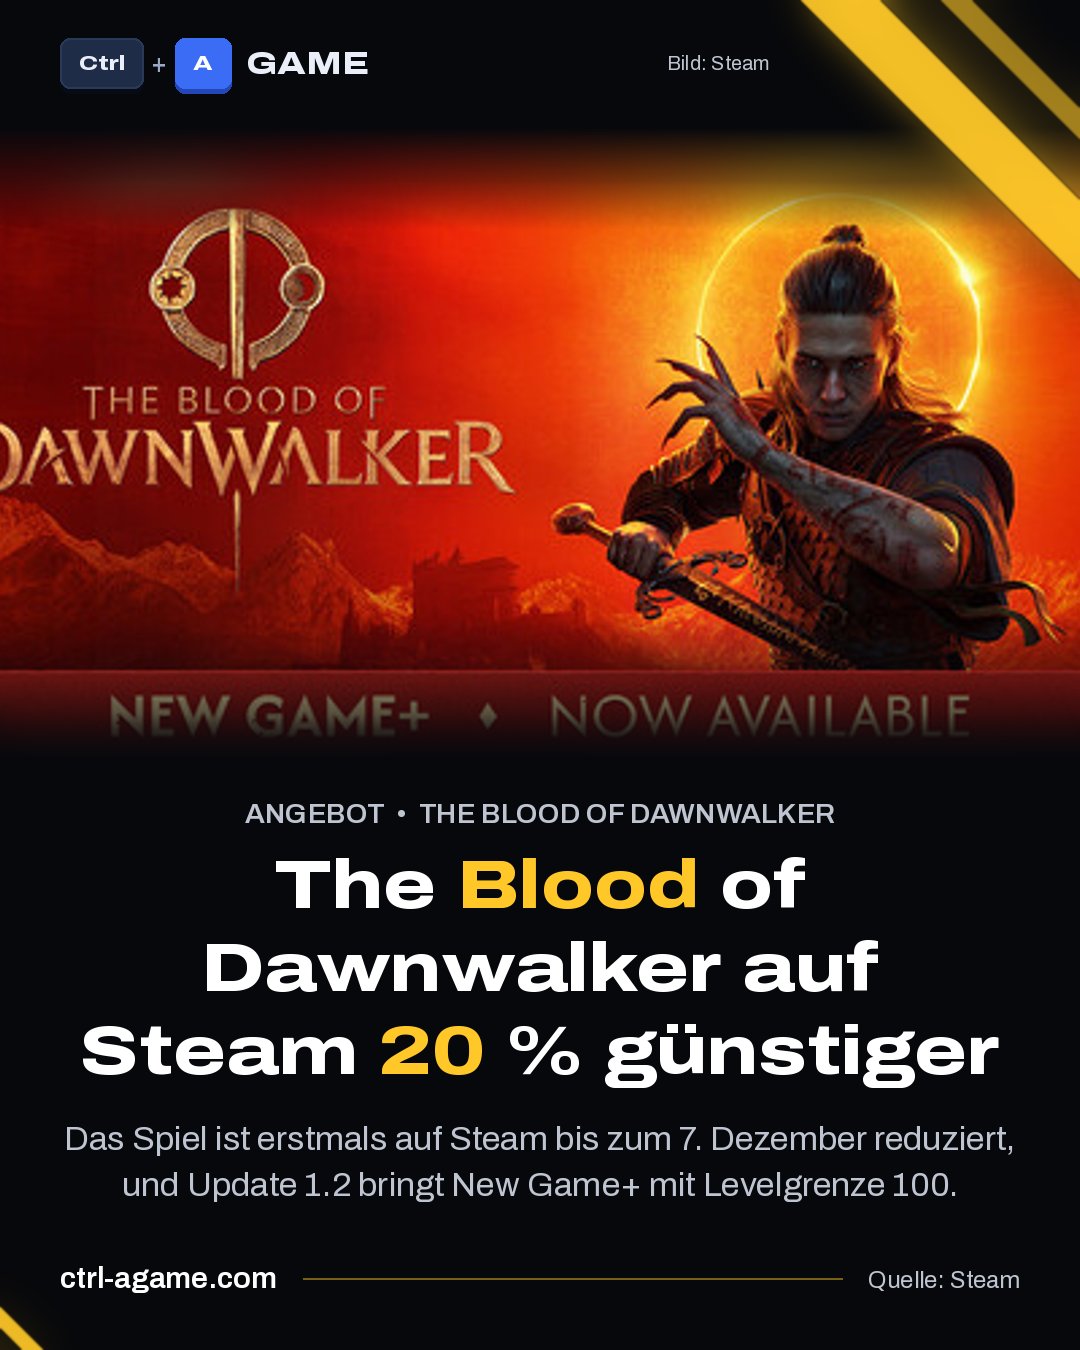 Ctrl + A GAME
Bild: Steam
THE BLOOD OF
DAWNWALKER
NEW GAME+ ♦ NOW AVAILABLE
ANGEBOT • THE BLOOD OF DAWNWALKER
The Blood of
Dawnwalker auf
Steam 20 % günstiger
Das Spiel ist erstmals auf Steam bis zum 7. Dezember reduziert,
und Update 1.2 bringt New Game+ mit Levelgrenze 100.
ctrl-agame.com
Quelle: Steam